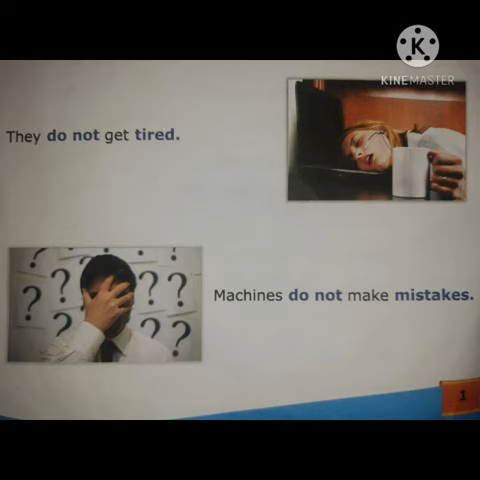 K
KINEMASTER
They do not get tired.
? ? ? ? ? ? ? ? ?
Machines do not make mistakes.
1